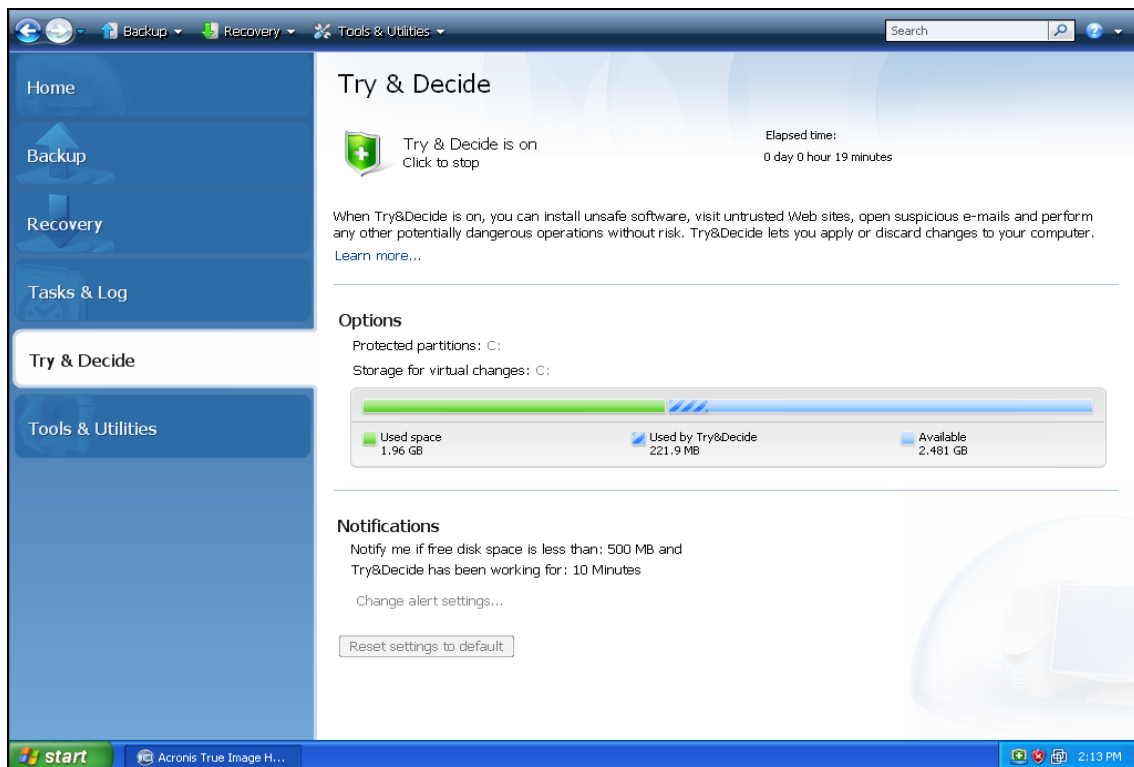 Backup Recovery Tools & Utilities Search
Home
Backup
Recovery
Tasks & Log
Try & Decide
Tools & Utilities
Try & Decide
Try & Decide is on
Click to stop
Elapsed time:
0 day 0 hour 19 minutes
When Try&Decide is on, you can install unsafe software, visit untrusted Web sites, open suspicious e-mails and perform
any other potentially dangerous operations without risk. Try&Decide lets you apply or discard changes to your computer.
Learn more...
Options
Protected partitions: C:
Storage for virtual changes: C:
Used space
1.96 GB
Used by Try&Decide
221.9 MB
Available
2.481 GB
Notifications
Notify me if free disk space is less than: 500 MB and
Try&Decide has been working for: 10 Minutes
Change alert settings...
Reset settings to default
start Acronis True Image H... 2:13 PM